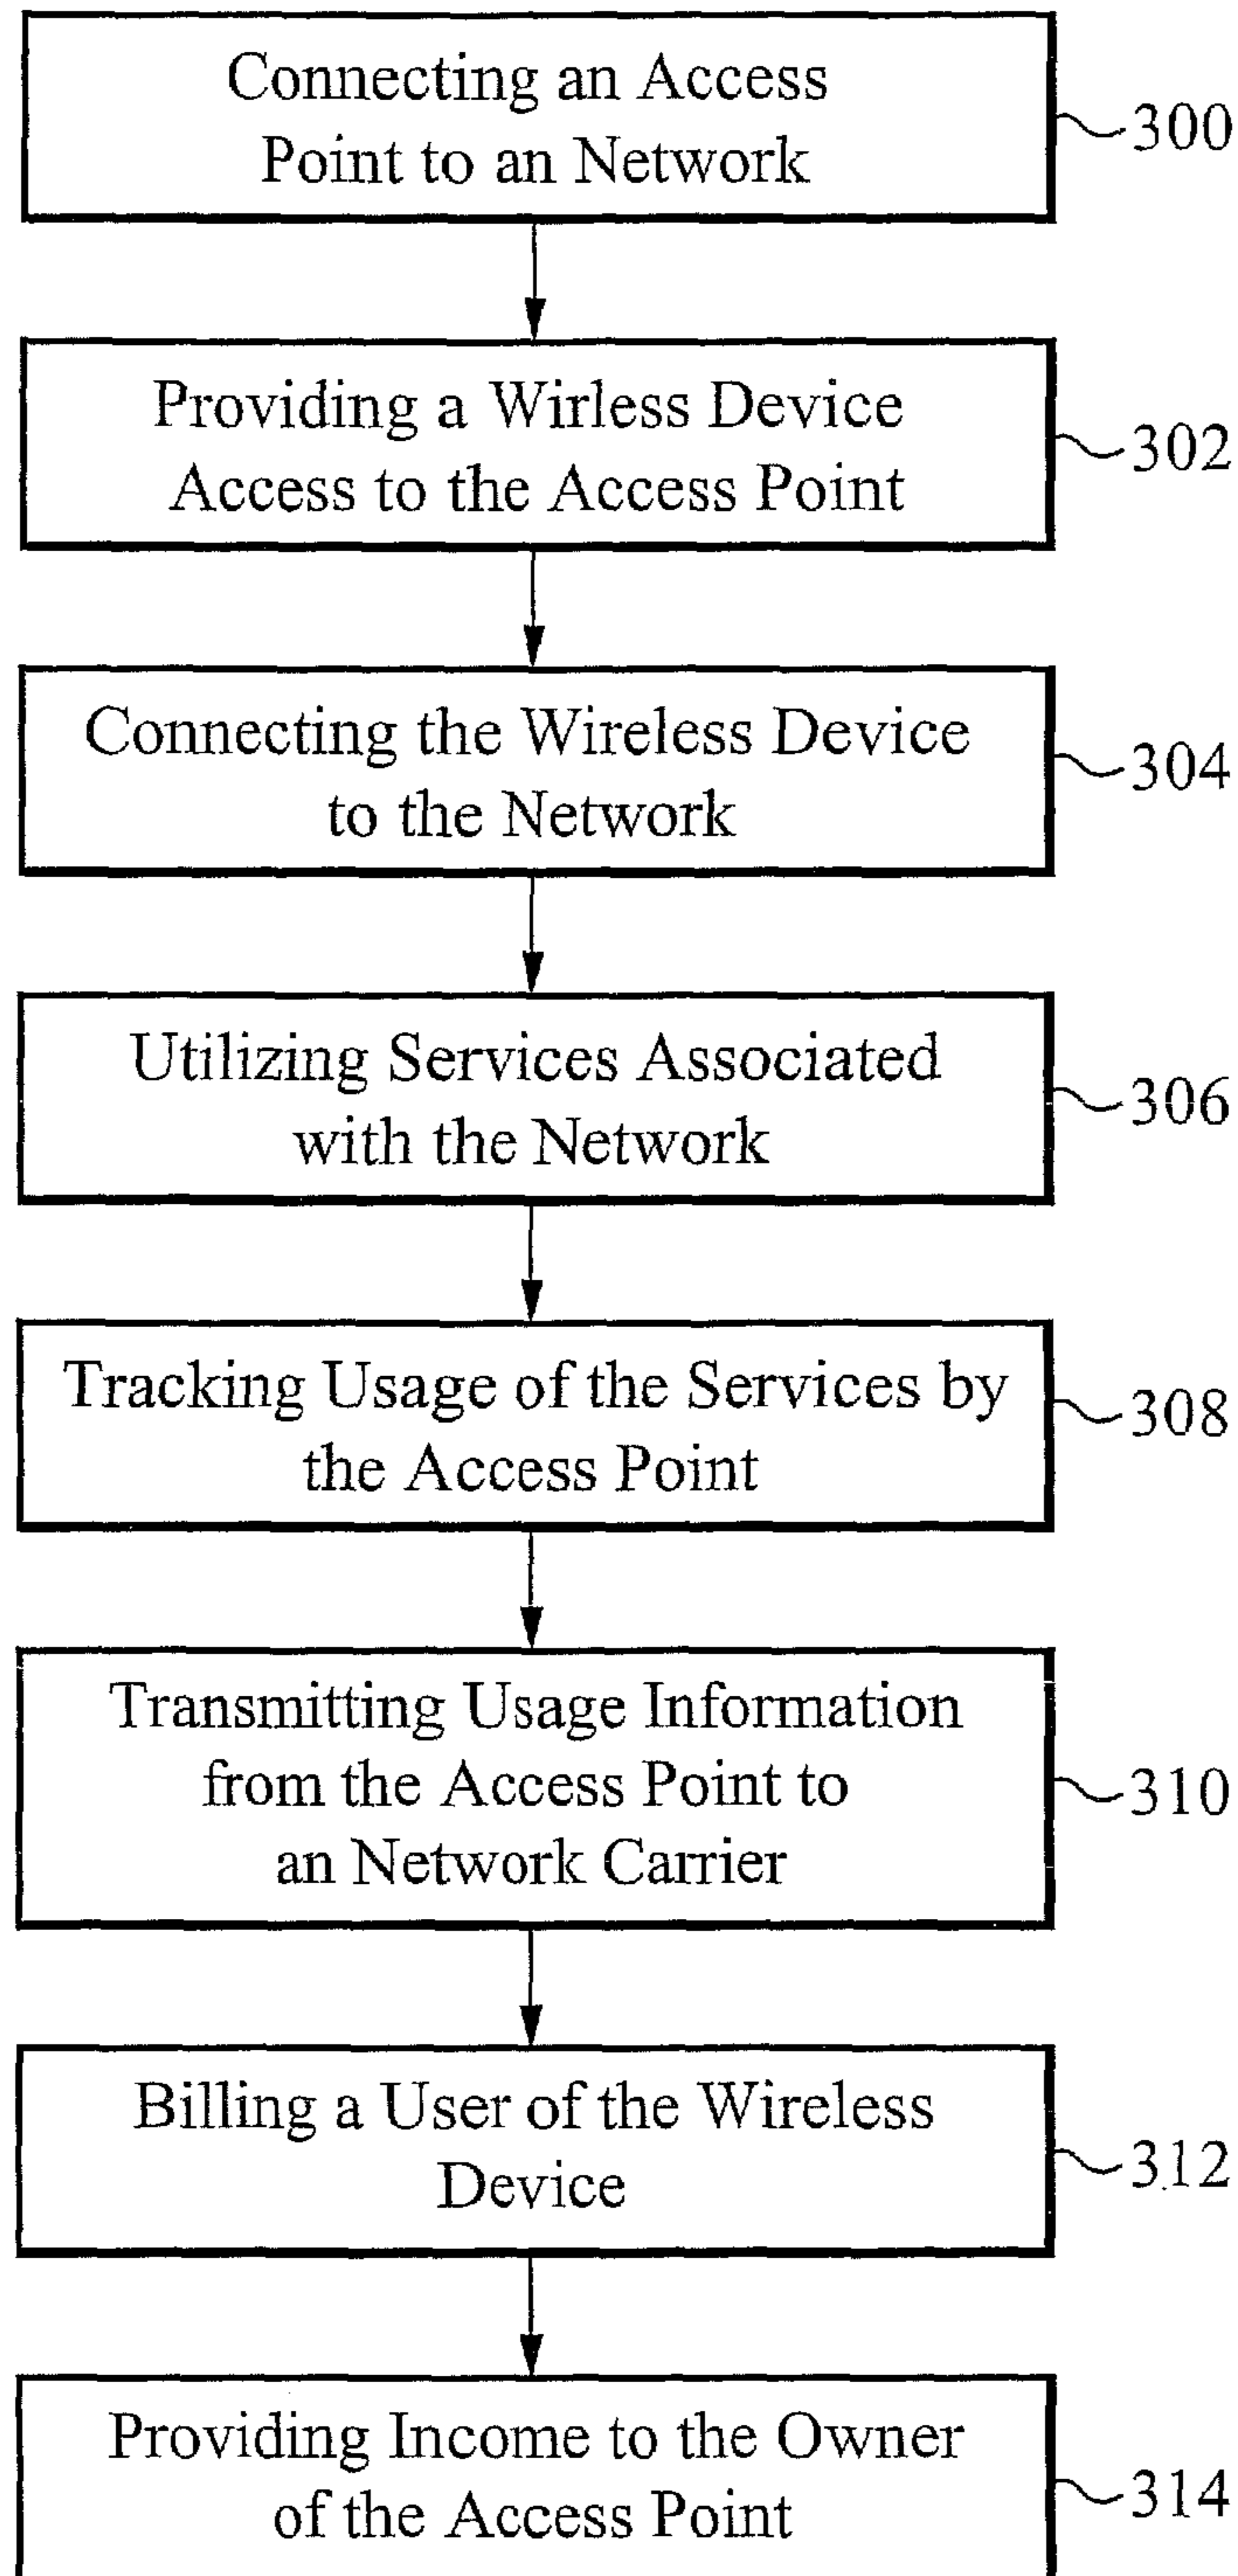 Connecting an Access
Point to an Network
300
Providing a Wirless Device
Access to the Access Point
302
Connecting the Wireless Device
to the Network
304
Utilizing Services Associated
with the Network
306
Tracking Usage of the Services by
the Access Point
308
Transmitting Usage Information
from the Access Point to
an Network Carrier
310
Billing a User of the Wireless
Device
312
Providing Income to the Owner
of the Access Point
314